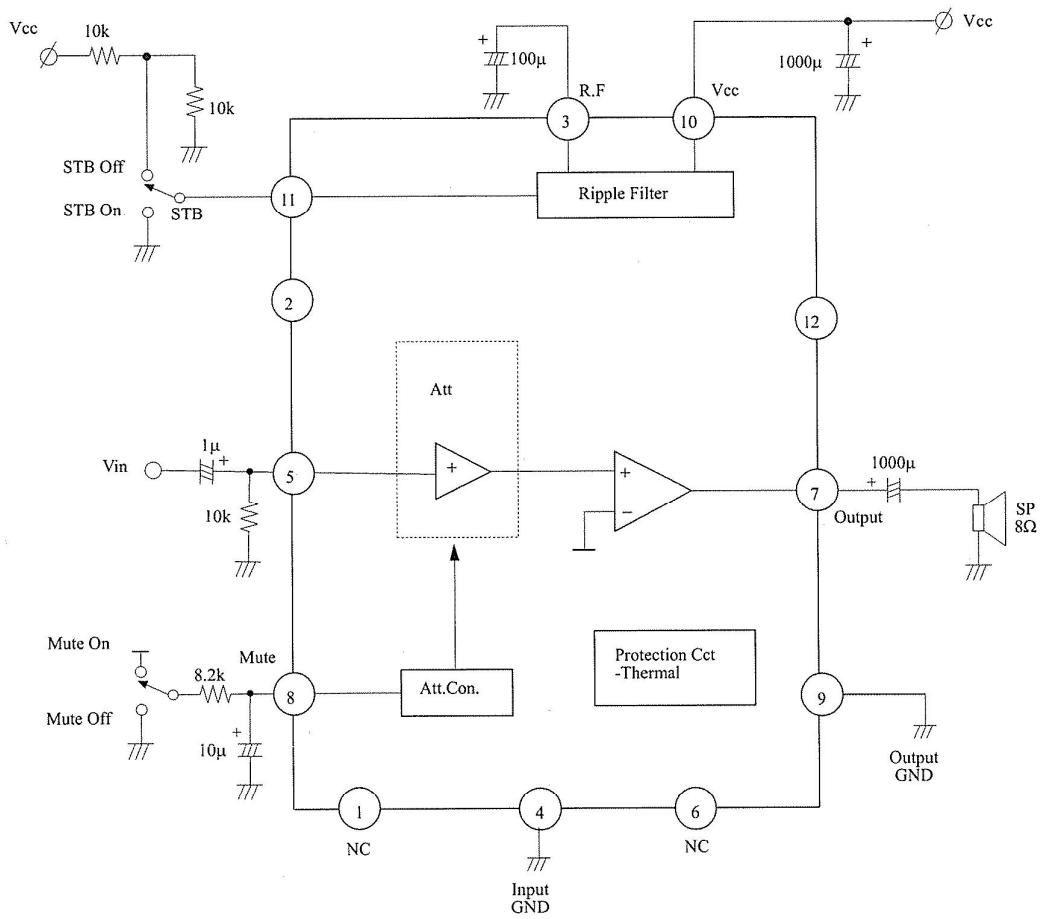 Vcc
10k
10k
STB Off
STB On
STB
+
100µ
R.F
3
Vcc
10
1000µ
+
Vcc
11
Ripple Filter
2
12
Att
Vin
1µ
+
10k
5
+
+
−
7
Output
+
1000µ
SP
8Ω
Mute On
Mute Off
8.2k
Mute
+
10µ
8
Att.Con.
Protection Cct
-Thermal
9
Output
GND
1
NC
4
Input
GND
6
NC